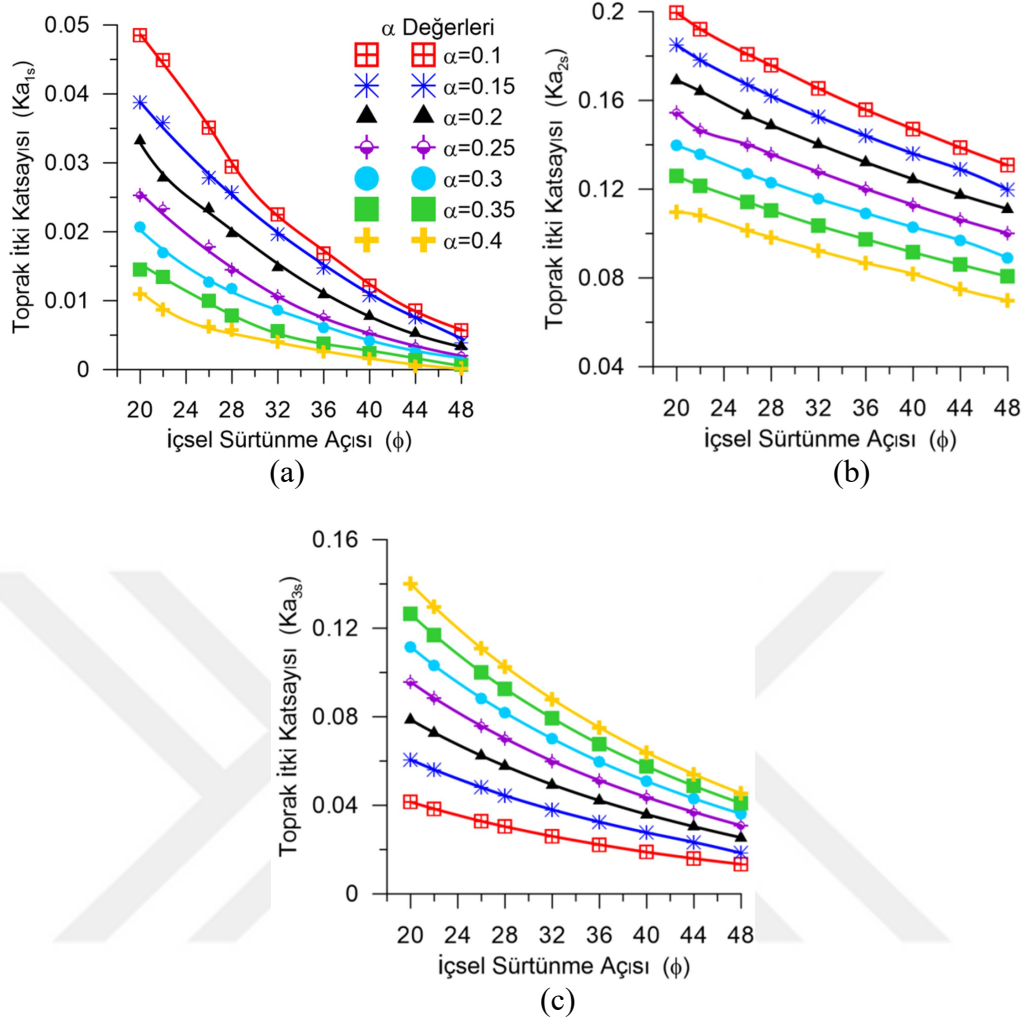 (a)
Toprak İtki Katsayısı (Ka1s)
0.05
0.04
0.03
0.02
0.01
0
20 24 28 32 36 40 44 48
İçsel Sürtünme Açısı (ϕ)
α Değerleri
α=0.1
α=0.15
α=0.2
α=0.25
α=0.3
α=0.35
α=0.4
(a)
(b)
Toprak İtki Katsayısı (Ka2s)
0.2
0.16
0.12
0.08
0.04
20 24 28 32 36 40 44 48
İçsel Sürtünme Açısı (ϕ)
(b)
Toprak İtki Katsayısı (Ka3s)
0.16
0.12
0.08
0.04
0
20 24 28 32 36 40 44 48
İçsel Sürtünme Açısı (ϕ)
(c)